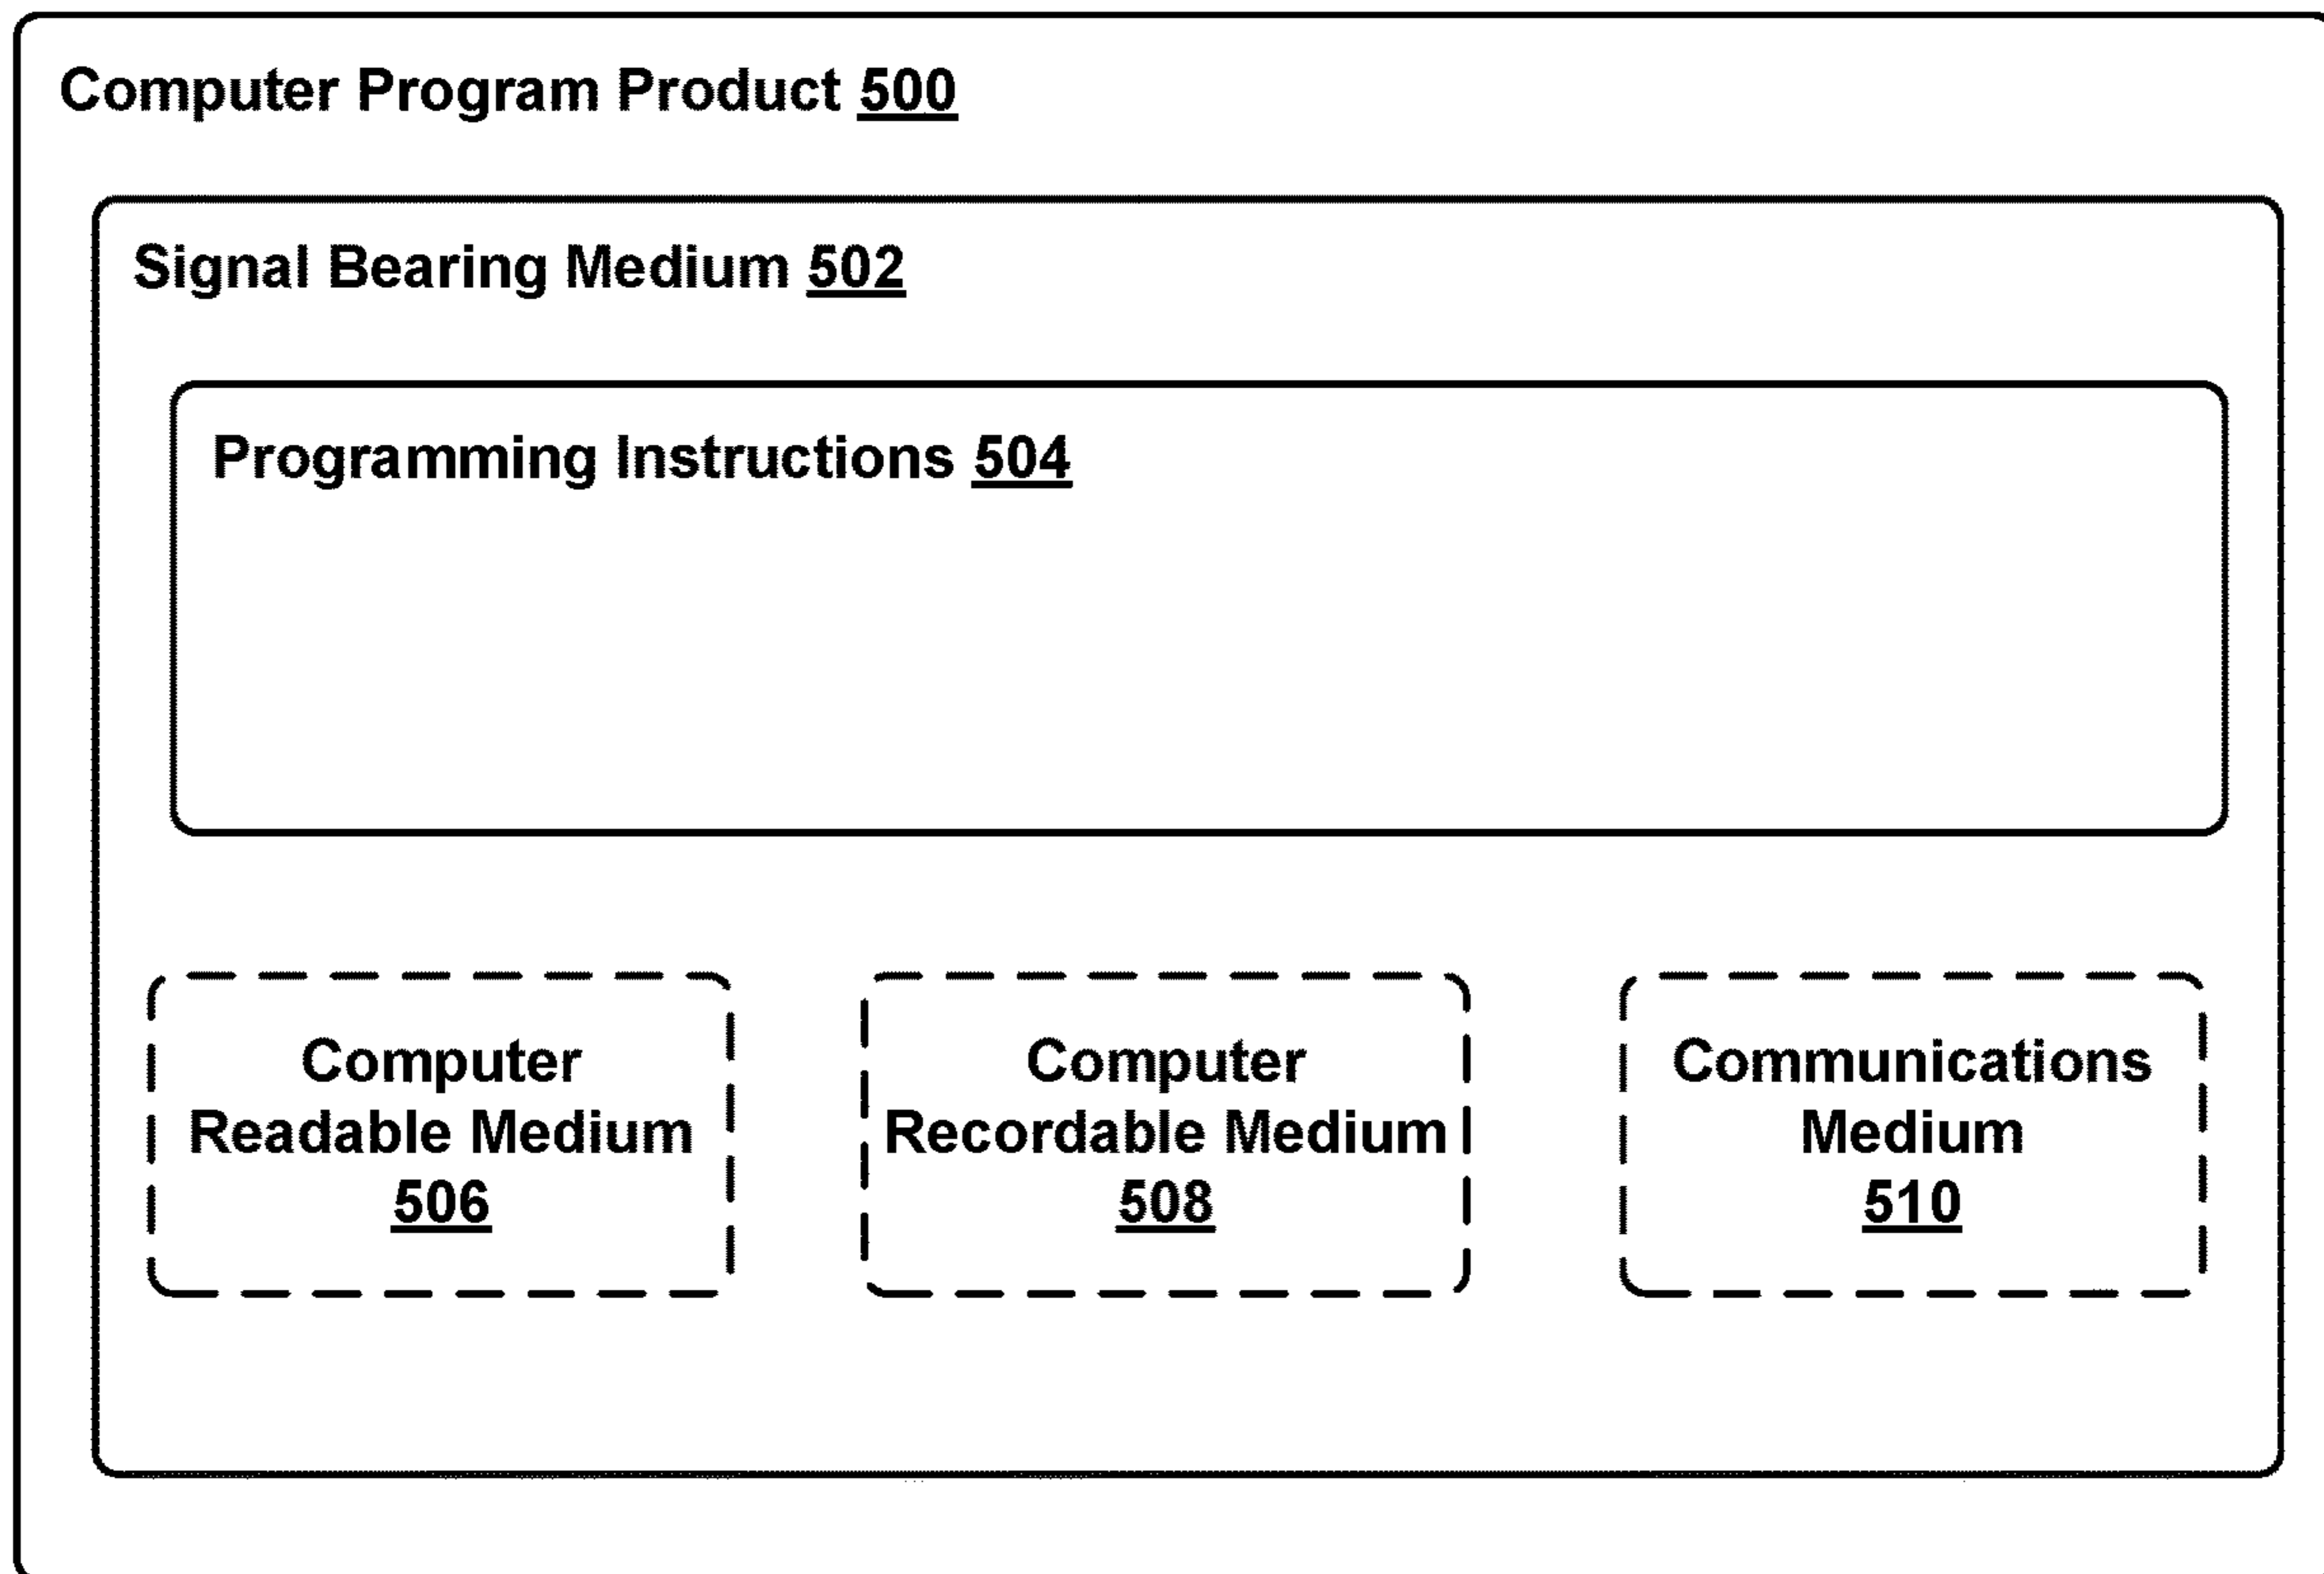 Computer Program Product 500
Signal Bearing Medium 502
Programming Instructions 504
Computer
Readable Medium
506
Computer
Recordable Medium
508
Communications
Medium
510